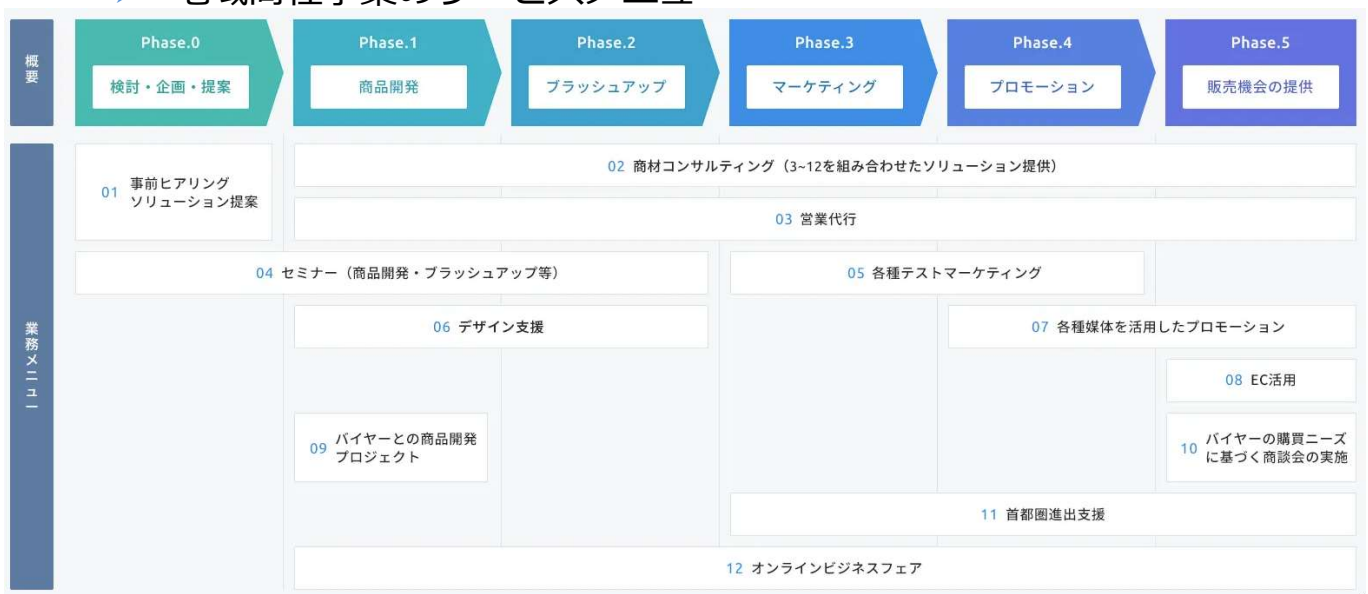 概要
Phase.0
検討・企画・提案
Phase.1
商品開発
Phase.2
ブラッシュアップ
Phase.3
マーケティング
Phase.4
プロモーション
Phase.5
販売機会の提供
業務メニュー
01 事前ヒアリング
ソリューション提案
02 商材コンサルティング（3~12を組み合わせたソリューション提供）
03 営業代行
04 セミナー（商品開発・ブラッシュアップ等）
05 各種テストマーケティング
06 デザイン支援
07 各種媒体を活用したプロモーション
08 EC活用
09 バイヤーとの商品開発
プロジェクト
10 バイヤーの購買ニーズ
に基づく商談会の実施
11 首都圏進出支援
12 オンラインビジネスフェア